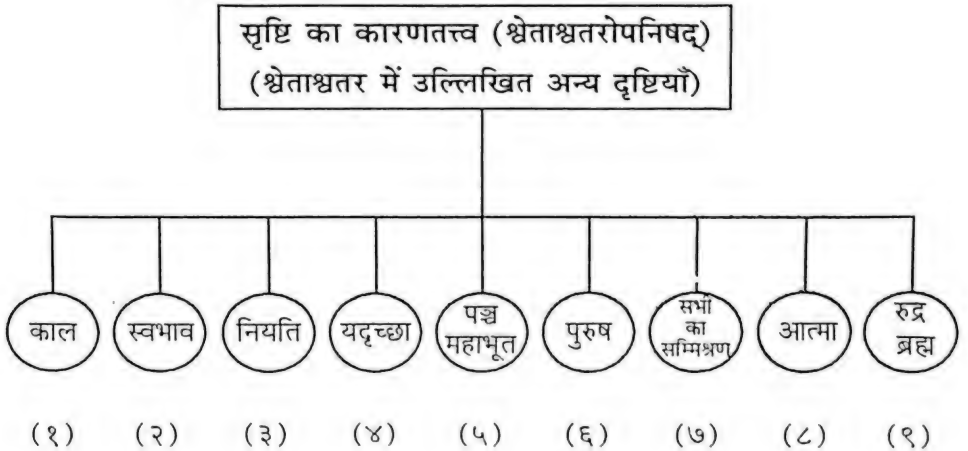 सृष्टि का कारणतत्त्व (श्वेताश्वतरोपनिषद्)
(श्वेताश्वतर में उल्लिखित अन्य दृष्टियाँ)
काल
स्वभाव
नियति
यदृच्छा
पञ्च
महाभूत
पुरुष
सभी
का
सम्मिश्रण
आत्मा
रुद्र
ब्रह्म
(१) (२) (३) (४) (५) (६) (७) (८) (९)